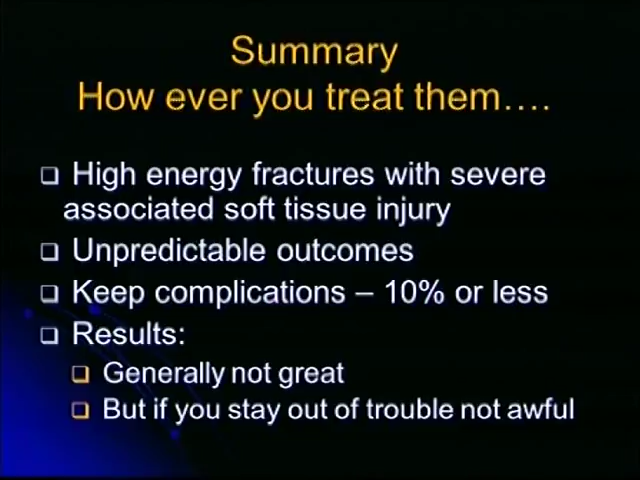 Summary
How ever you treat them….
High energy fractures with severe
associated soft tissue injury
Unpredictable outcomes
Keep complications – 10% or less
Results:
Generally not great
But if you stay out of trouble not awful